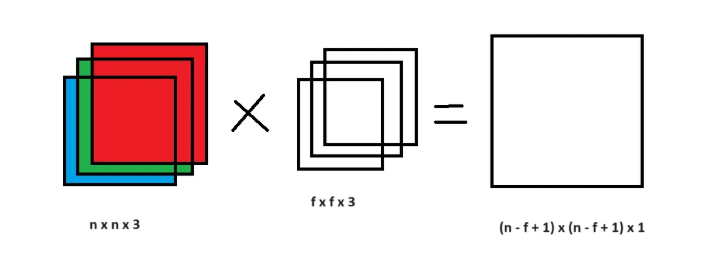 n x n x 3
f x f x 3
(n - f + 1) x (n - f + 1) x 1